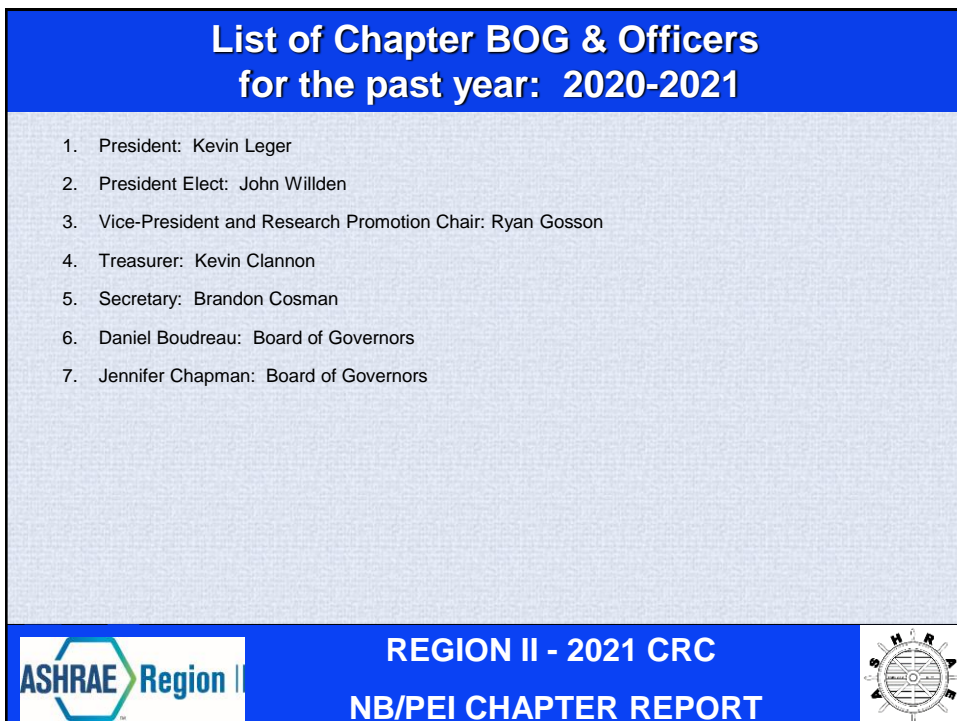 List of Chapter BOG & Officers
for the past year: 2020-2021
1. President: Kevin Leger
2. President Elect: John Willden
3. Vice-President and Research Promotion Chair: Ryan Gosson
4. Treasurer: Kevin Clannon
5. Secretary: Brandon Cosman
6. Daniel Boudreau: Board of Governors
7. Jennifer Chapman: Board of Governors
ASHRAE Region II
™
REGION II - 2021 CRC
NB/PEI CHAPTER REPORT
ASHRAE